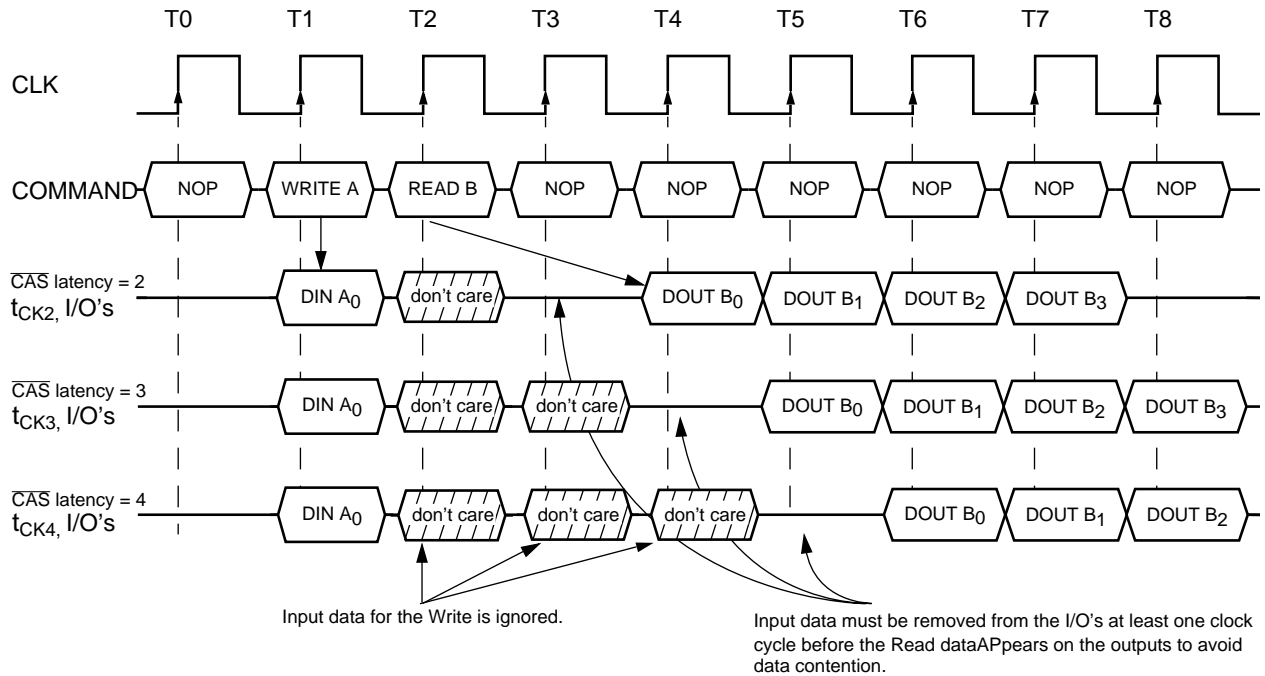 T0 T1 T2 T3 T4 T5 T6 T7 T8
CLK
COMMAND NOP WRITE A READ B NOP NOP NOP NOP NOP NOP
CAS latency = 2
tCK2, I/O's DIN A0 don't care DOUT B0 DOUT B1 DOUT B2 DOUT B3
CAS latency = 3
tCK3, I/O's DIN A0 don't care don't care DOUT B0 DOUT B1 DOUT B2 DOUT B3
CAS latency = 4
tCK4, I/O's DIN A0 don't care don't care don't care DOUT B0 DOUT B1 DOUT B2
Input data for the Write is ignored.
Input data must be removed from the I/O's at least one clock
cycle before the Read dataAPpears on the outputs to avoid
data contention.